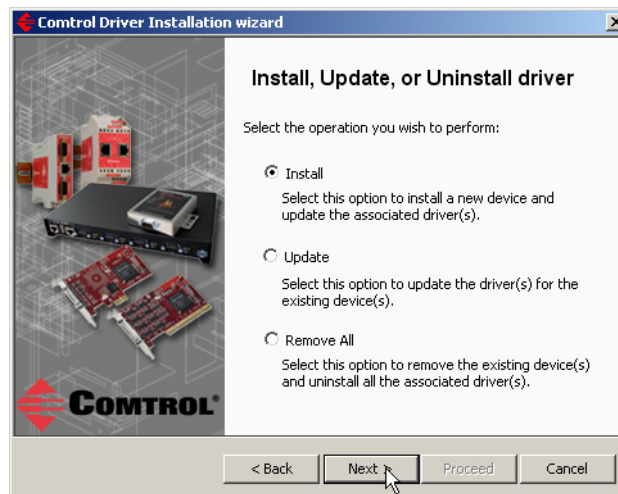 Comtrol Driver Installation wizard
Install, Update, or Uninstall driver
Select the operation you wish to perform:
Install
Select this option to install a new device and
update the associated driver(s).
Update
Select this option to update the driver(s) for the
existing device(s).
Remove All
Select this option to remove the existing device(s)
and uninstall all the associated driver(s).
COMTROL®
< Back
Next >
Proceed
Cancel